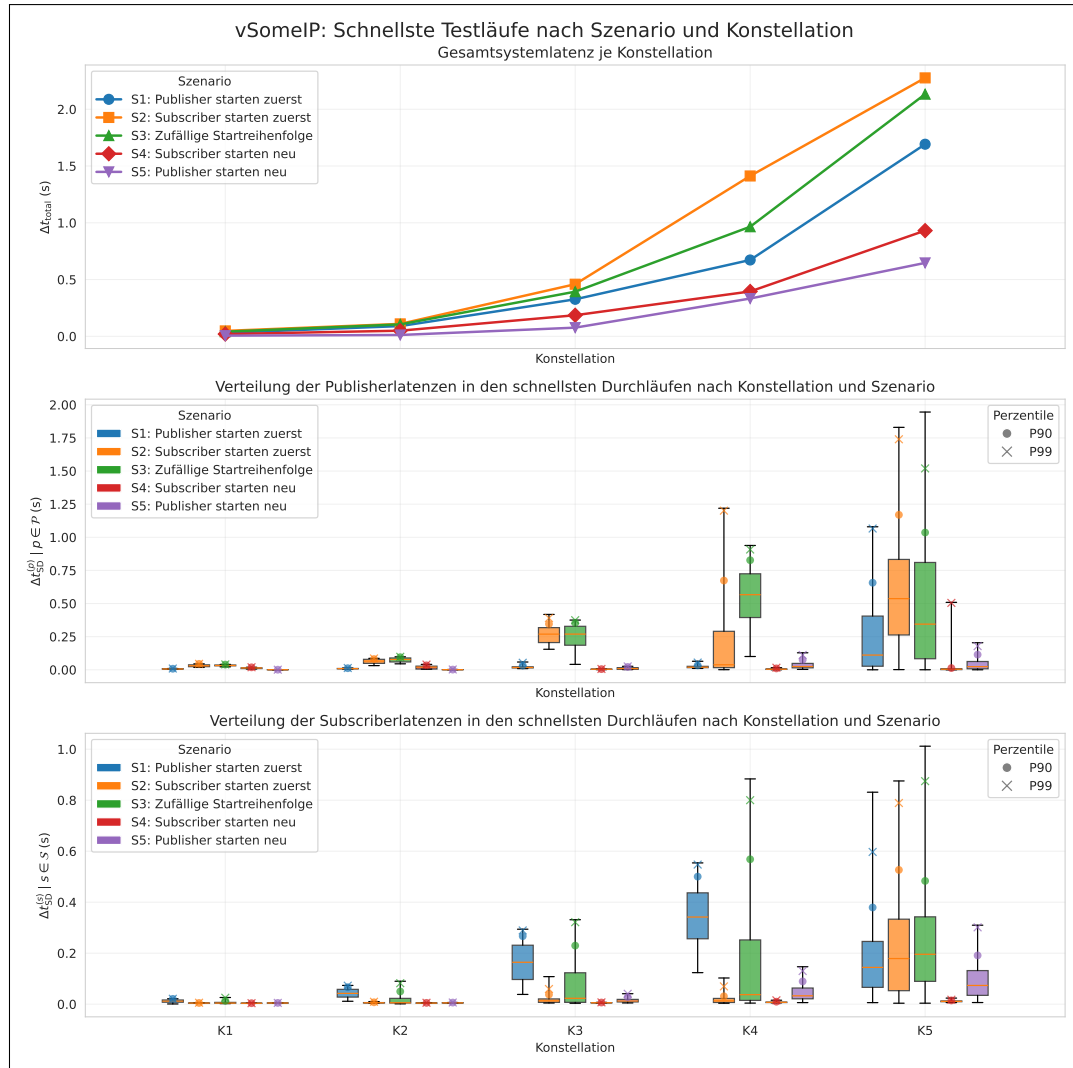 vSomeIP: Schnellste Testläufe nach Szenario und Konstellation
Gesamtsystemlatenz je Konstellation
Szenario
S1: Publisher starten zuerst
S2: Subscriber starten zuerst
S3: Zufällige Startreihenfolge
S4: Subscriber starten neu
S5: Publisher starten neu
Δt_total (s)
2.0
1.5
1.0
0.5
0.0
Konstellation
Verteilung der Publisherlatenzen in den schnellsten Durchläufen nach Konstellation und Szenario
Szenario
S1: Publisher starten zuerst
S2: Subscriber starten zuerst
S3: Zufällige Startreihenfolge
S4: Subscriber starten neu
S5: Publisher starten neu
Perzentile
P90
P99
Δt_SD^(p) | p ∈ 𝒫 (s)
2.00
1.75
1.50
1.25
1.00
0.75
0.50
0.25
0.00
Konstellation
Verteilung der Subscriberlatenzen in den schnellsten Durchläufen nach Konstellation und Szenario
Szenario
S1: Publisher starten zuerst
S2: Subscriber starten zuerst
S3: Zufällige Startreihenfolge
S4: Subscriber starten neu
S5: Publisher starten neu
Perzentile
P90
P99
Δt_SD^(s) | s ∈ 𝒮 (s)
1.0
0.8
0.6
0.4
0.2
0.0
K1 K2 K3 K4 K5
Konstellation